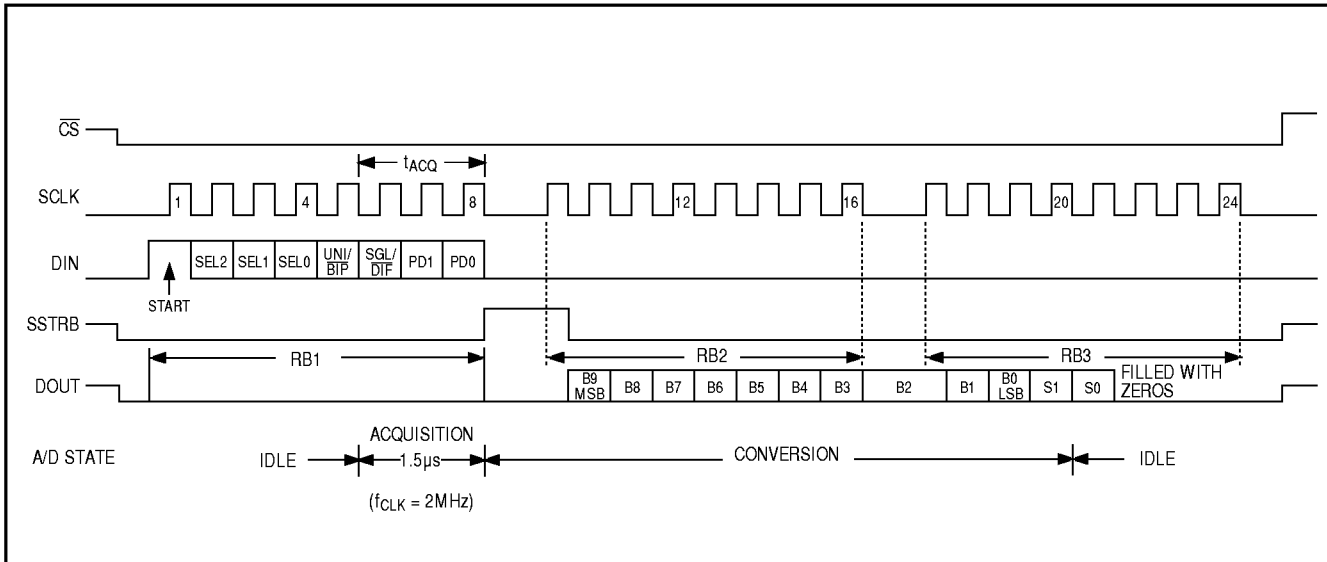 CS
tACQ
SCLK 1 4 8 12 16 20 24
DIN SEL2 SEL1 SEL0 UNI/BIP SGL/DIF PD1 PD0
START
SSTRB
RB1 RB2 RB3
DOUT B9 MSB B8 B7 B6 B5 B4 B3 B2 B1 B0 LSB S1 S0 FILLED WITH ZEROS
A/D STATE IDLE ACQUISITION 1.5µs CONVERSION IDLE
(fCLK = 2MHz)